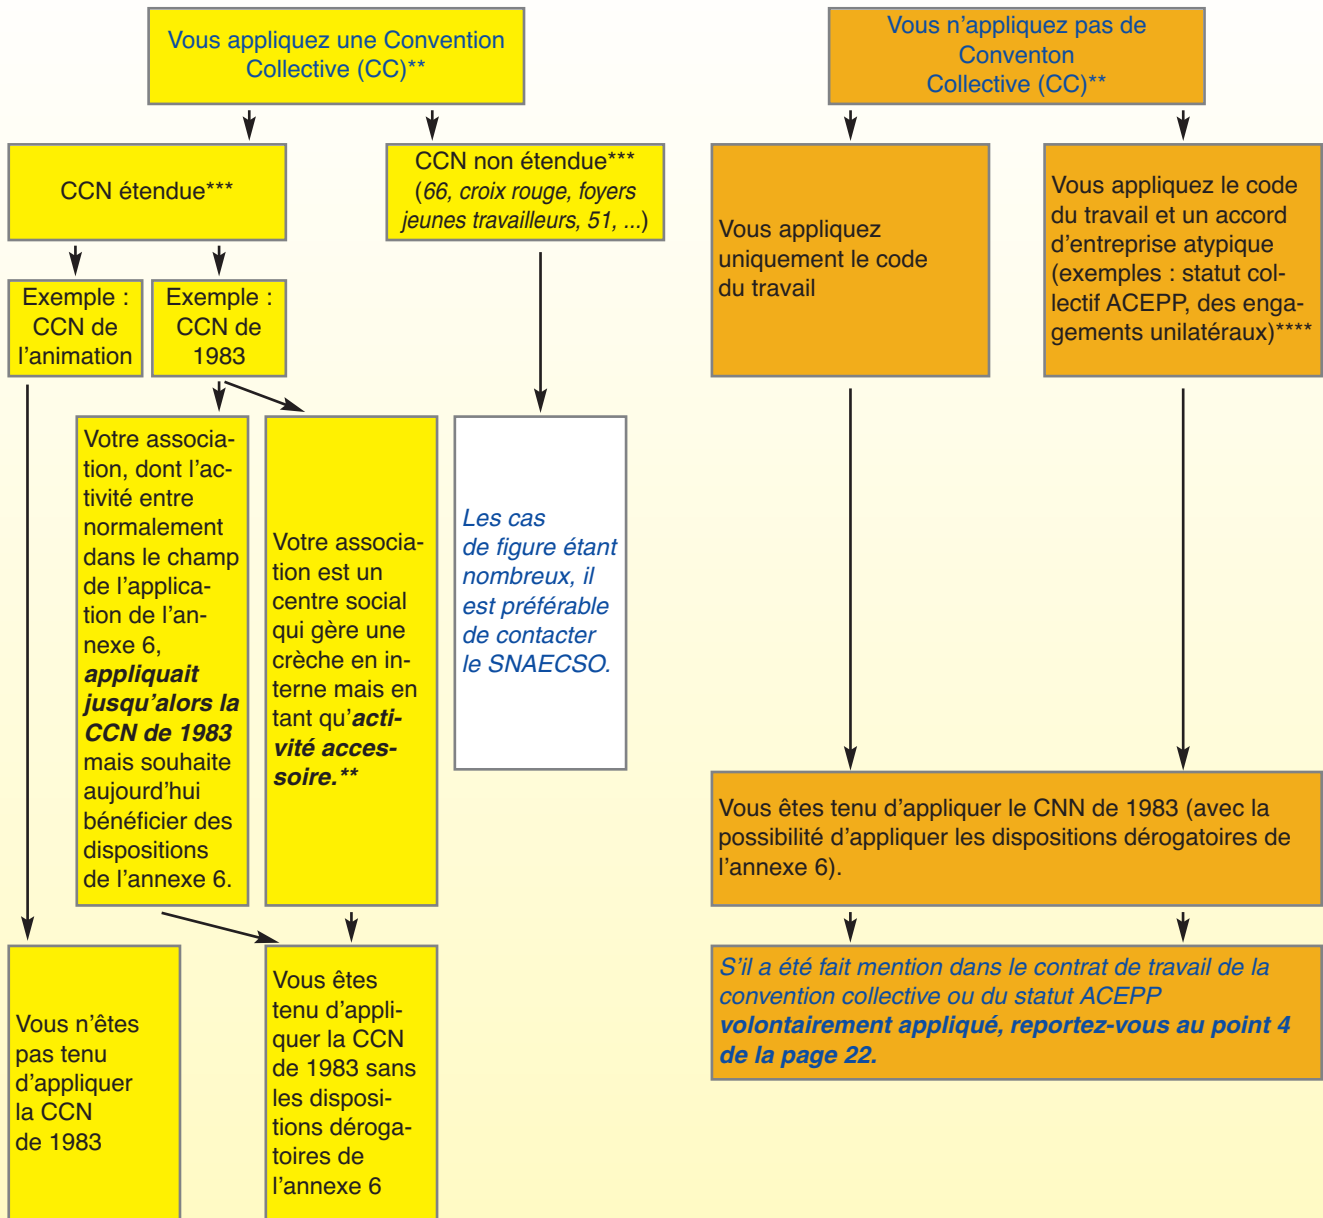 Vous appliquez une Convention
Collective (CC)**
Vous n'appliquez pas de
Conventon
Collective (CC)**
CCN étendue***
CCN non étendue***
(66, croix rouge, foyers
jeunes travailleurs, 51, ...)
Vous appliquez
uniquement le code
du travail
Vous appliquez le code
du travail et un accord
d'entreprise atypique
(exemples : statut col-
lectif ACEPP, des enga-
gements unilatéraux)****
Exemple :
CCN de
l'animation
Exemple :
CCN de
1983
Votre associa-
tion, dont l'ac-
tivité entre
normalement
dans le champ
de l'applica-
tion de l'an-
nexe 6,
appliquait
jusqu'alors la
CCN de 1983
mais souhaite
aujourd'hui
bénéficier des
dispositions
de l'annexe 6.
Votre associa-
tion est un
centre social
qui gère une
crèche en in-
terne mais en
tant qu'acti-
vité acces-
soire.**
Les cas
de figure étant
nombreux, il
est préférable
de contacter
le SNAECSO.
Vous êtes tenu d'appliquer le CNN de 1983 (avec la
possibilité d'appliquer les dispositions dérogatoires de
l'annexe 6).
Vous n'êtes
pas tenu
d'appliquer
la CCN
de 1983
Vous êtes
tenu d'appli-
quer la CCN
de 1983 sans
les disposi-
tions déroga-
toires de
l'annexe 6
S'il a été fait mention dans le contrat de travail de la
convention collective ou du statut ACEPP
volontairement appliqué, reportez-vous au point 4
de la page 22.